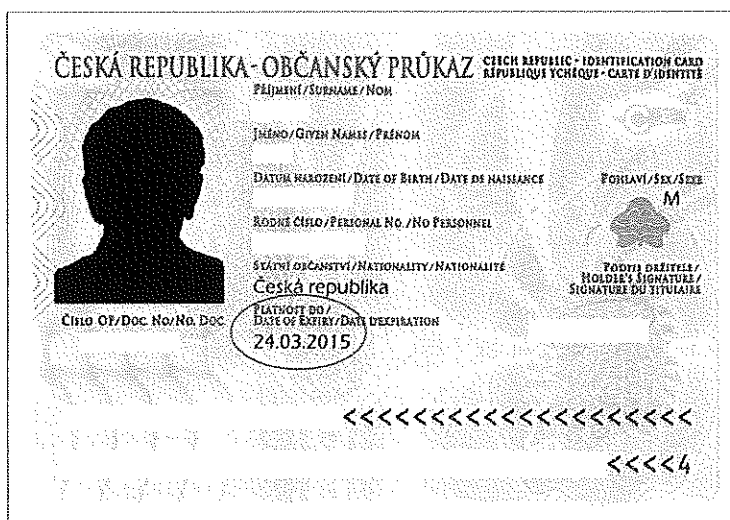 ČESKÁ REPUBLIKA - OBČANSKÝ PRŮKAZ
CZECH REPUBLIC - IDENTIFICATION CARD
RÉPUBLIQUE TCHÈQUE - CARTE D'IDENTITÉ
PŘÍJMENÍ / SURNAME / NOM
JMÉNO / GIVEN NAMES / PRÉNOM
DATUM NAROZENÍ / DATE OF BIRTH / DATE DE NAISSANCE
POHLAVÍ / SEX / SEXE
M
RODNÉ ČÍSLO / PERSONAL NO. / NO PERSONNEL
STÁTNÍ OBČANSTVÍ / NATIONALITY / NATIONALITÉ
Česká republika
PODPIS DRŽITELE /
HOLDER'S SIGNATURE /
SIGNATURE DU TITULAIRE
ČÍSLO OP / DOC. NO / NO. DOC
PLATNOST DO /
DATE OF EXPIRY / DATE D'EXPIRATION
24.03.2015
<<<<<<<<<<<<<<<<<<<<
<<<<4